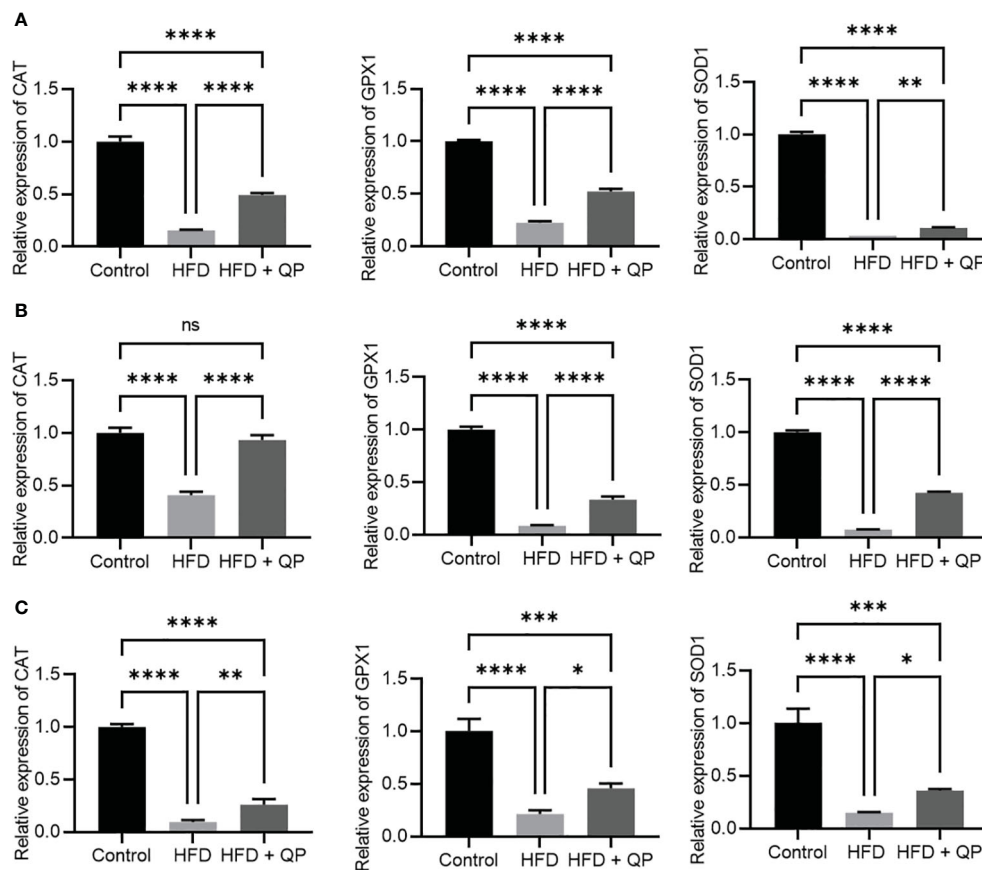 A
****
****
****
****
****
****
****
****
**
Relative expression of CAT
1.5
1.0
0.5
0.0
Control
HFD
HFD + QP
Relative expression of GPX1
1.5
1.0
0.5
0.0
Control
HFD
HFD + QP
Relative expression of SOD1
1.5
1.0
0.5
0.0
Control
HFD
HFD + QP
B
ns
****
****
****
****
****
****
****
****
Relative expression of CAT
1.5
1.0
0.5
0.0
Control
HFD
HFD + QP
Relative expression of GPX1
1.5
1.0
0.5
0.0
Control
HFD
HFD + QP
Relative expression of SOD1
1.5
1.0
0.5
0.0
Control
HFD
HFD + QP
C
****
***
***
****
**
****
*
****
*
Relative expression of CAT
1.5
1.0
0.5
0.0
Control
HFD
HFD + QP
Relative expression of GPX1
1.5
1.0
0.5
0.0
Control
HFD
HFD + QP
Relative expression of SOD1
1.5
1.0
0.5
0.0
Control
HFD
HFD + QP